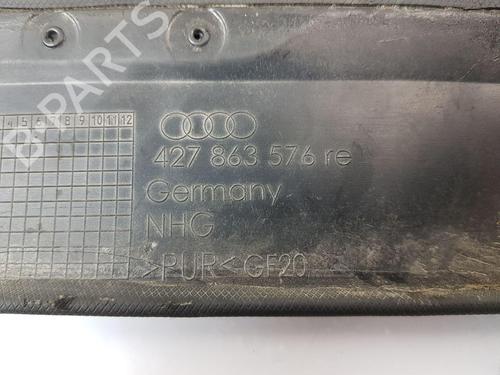 B-PARTS
4 5 6 7 8 9 10 11 12
427 863 576 re
Germany
NHG
>PUR< GF20